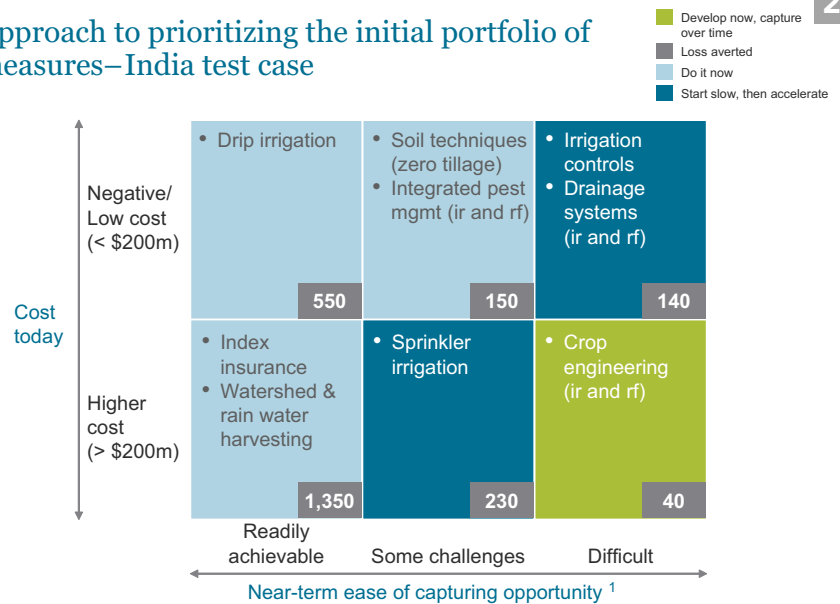 pproach to prioritizing the initial portfolio of
easures–India test case
2
Develop now, capture
over time
Loss averted
Do it now
Start slow, then accelerate
Cost
today
Negative/
Low cost
(< $200m)
• Drip irrigation
550
• Soil techniques
(zero tillage)
• Integrated pest
mgmt (ir and rf)
150
• Irrigation
controls
• Drainage
systems
(ir and rf)
140
Higher
cost
(> $200m)
• Index
insurance
• Watershed &
rain water
harvesting
1,350
• Sprinkler
irrigation
230
• Crop
engineering
(ir and rf)
40
Readily
achievable
Some challenges
Difficult
Near-term ease of capturing opportunity ¹